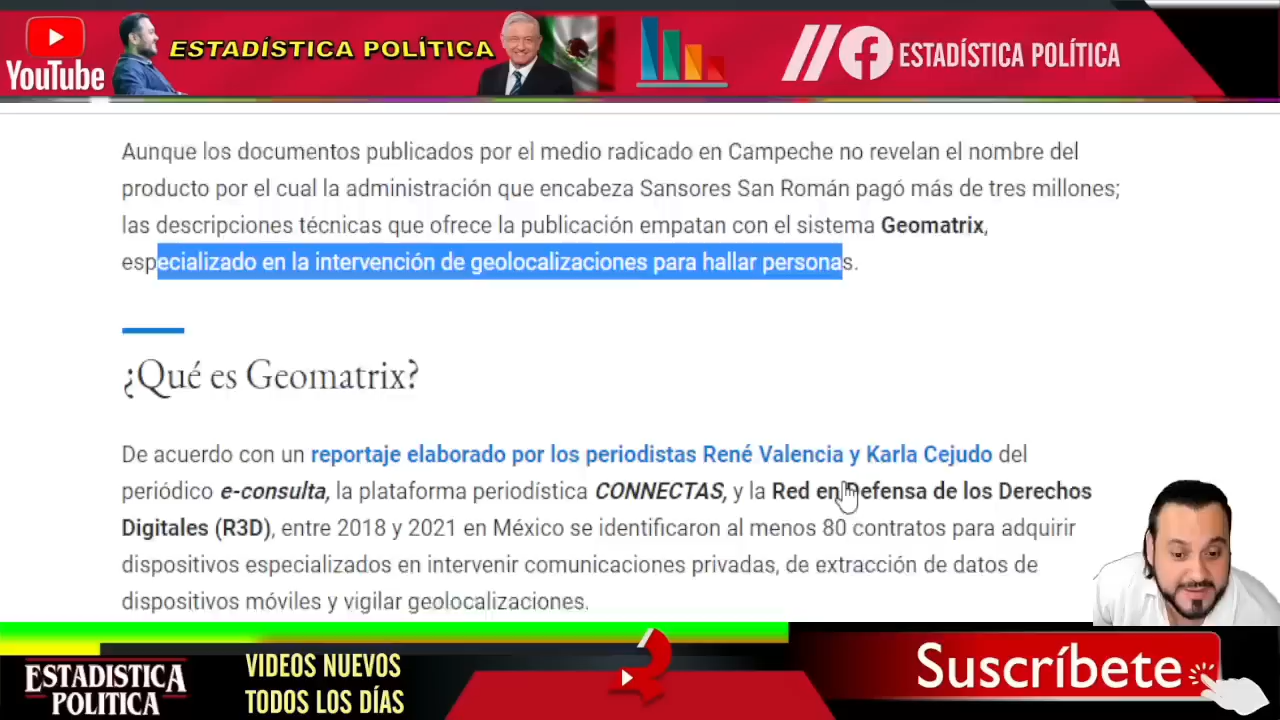 YouTube
ESTADÍSTICA POLÍTICA
ESTADÍSTICA POLÍTICA
Aunque los documentos publicados por el medio radicado en Campeche no revelan el nombre del
producto por el cual la administración que encabeza Sansores San Román pagó más de tres millones;
las descripciones técnicas que ofrece la publicación empatan con el sistema Geomatrix,
especializado en la intervención de geolocalizaciones para hallar personas.
¿Qué es Geomatrix?
De acuerdo con un reportaje elaborado por los periodistas René Valencia y Karla Cejudo del
periódico e-consulta, la plataforma periodística CONNECTAS, y la Red en Defensa de los Derechos
Digitales (R3D), entre 2018 y 2021 en México se identificaron al menos 80 contratos para adquirir
dispositivos especializados en intervenir comunicaciones privadas, de extracción de datos de
dispositivos móviles y vigilar geolocalizaciones.
ESTADISTICA
POLÍTICA
VIDEOS NUEVOS
TODOS LOS DÍAS
Suscríbete